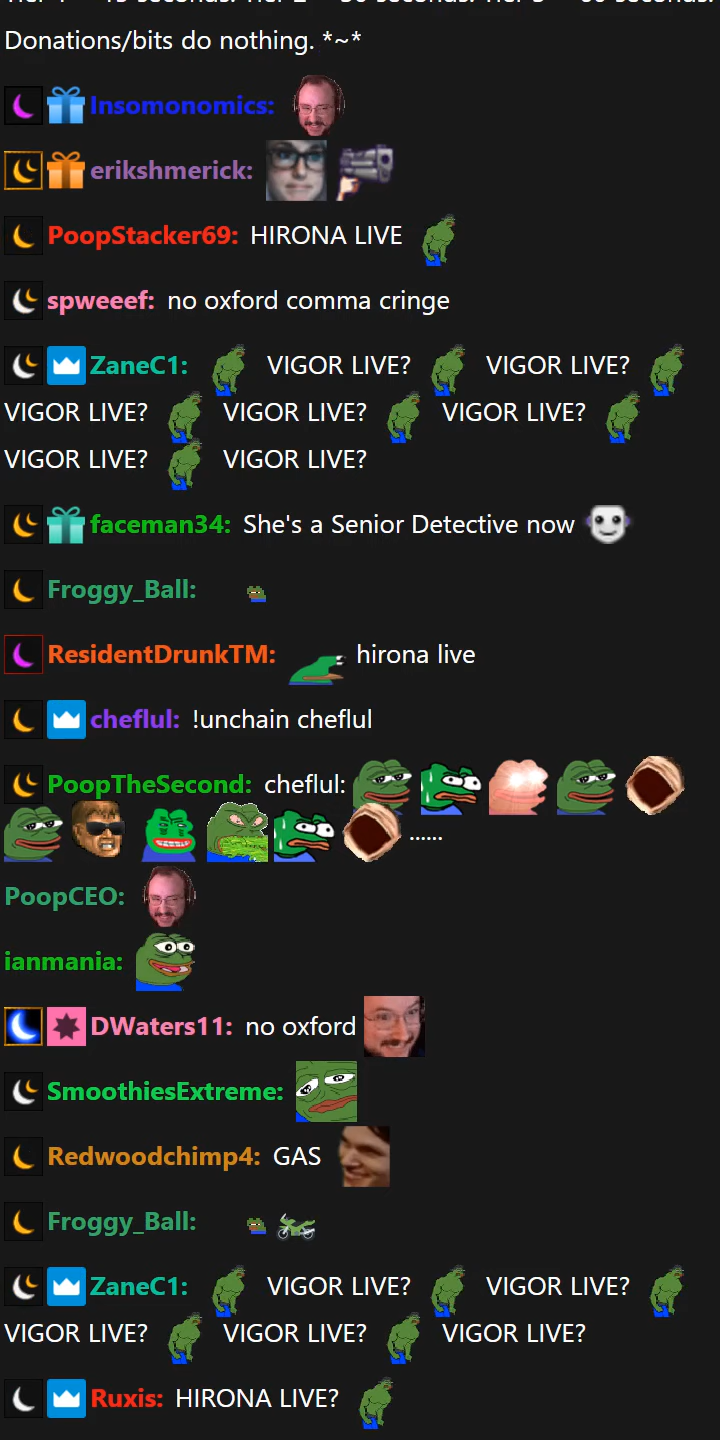 Donations/bits do nothing. *~*
Insomonomics:
erikshmerick:
PoopStacker69: HIRONA LIVE
spweeef: no oxford comma cringe
ZaneC1: VIGOR LIVE? VIGOR LIVE?
VIGOR LIVE? VIGOR LIVE? VIGOR LIVE?
VIGOR LIVE? VIGOR LIVE?
faceman34: She's a Senior Detective now
Froggy_Ball:
ResidentDrunkTM: hirona live
cheflul: !unchain cheflul
PoopTheSecond: cheflul:
......
PoopCEO:
ianmania:
DWaters11: no oxford
SmoothiesExtreme:
Redwoodchimp4: GAS
Froggy_Ball:
ZaneC1: VIGOR LIVE? VIGOR LIVE?
VIGOR LIVE? VIGOR LIVE? VIGOR LIVE?
Ruxis: HIRONA LIVE?